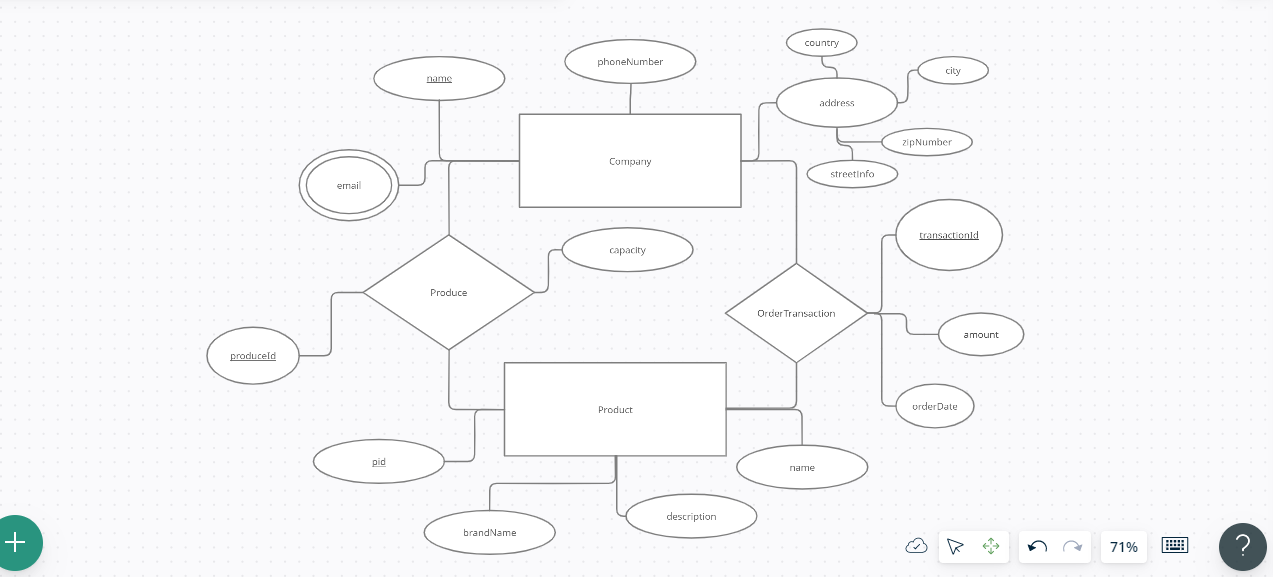 country
phoneNumber
city
name
address
zipNumber
Company
streetInfo
email
transactionId
capacity
Produce
OrderTransaction
amount
produceId
orderDate
Product
pid
name
description
brandName
71%
?